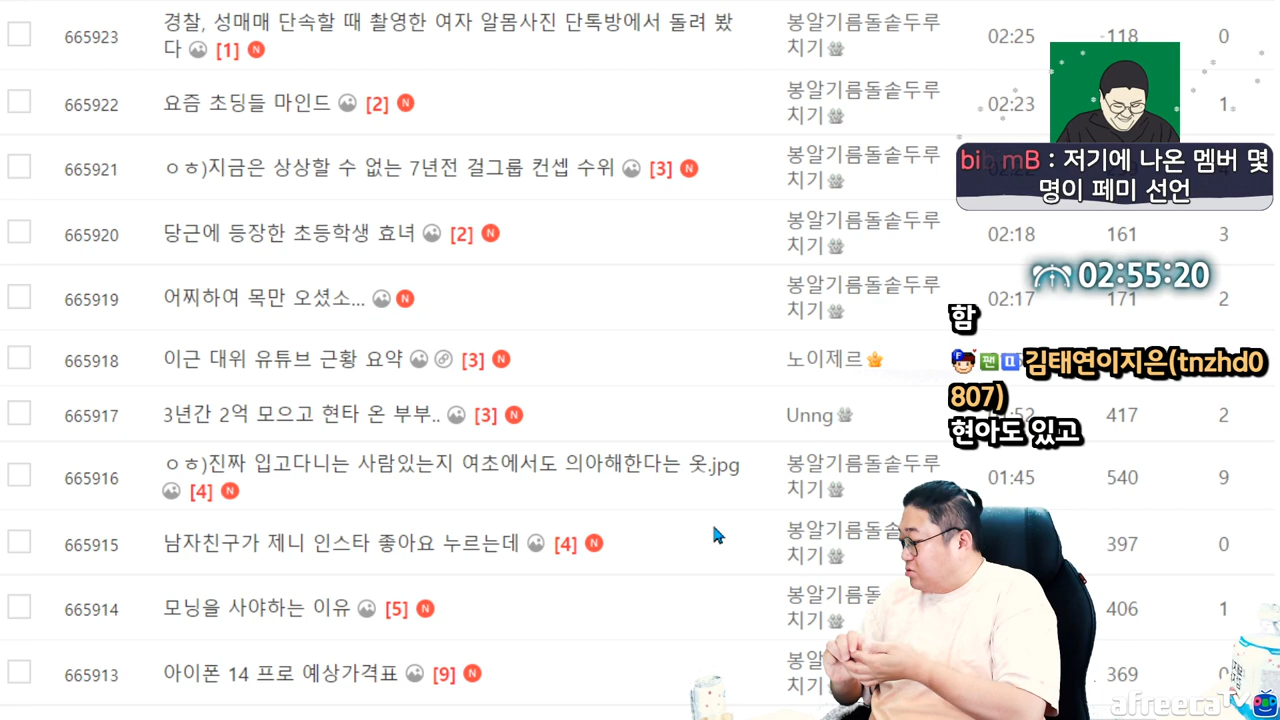 665923 경찰, 성매매 단속할 때 촬영한 여자 알몸사진 단톡방에서 돌려 봤 봉알기름돌솥두루 02:25 118 0
다 [1] N 치기
665922 요즘 초딩들 마인드 [2] N 봉알기름돌솥두루 02:23 1
치기
665921 ㅇㅎ)지금은 상상할 수 없는 7년전 걸그룹 컨셉 수위 [3] N 봉알기름돌솥두루
치기
: 저기에 나온 멤버 몇
명이 페미 선언
665920 당근에 등장한 초등학생 효녀 [2] N 봉알기름돌솥두루 02:18 161 3
치기
02:55:20
665919 어찌하여 목만 오셨소... N 봉알기름돌솥두루 02:17 171 2
치기
함
665918 이근 대위 유튜브 근황 요약 [3] N 노이제르
팬 김태연이지은(tnzhd0
807)
현아도 있고
665917 3년간 2억 모으고 현타 온 부부.. [3] N Unng 417 2
665916 ㅇㅎ)진짜 입고다니는 사람있는지 여초에서도 의아해한다는 옷.jpg 봉알기름돌솥두루 01:45 540 9
[4] N 치기
665915 남자친구가 제니 인스타 좋아요 누르는데 [4] N 봉알기름돌솥 397 0
치기
665914 모닝을 사야하는 이유 [5] N 봉알기름돌 406 1
치기
665913 아이폰 14 프로 예상가격표 [9] N 봉알 369
치기
afreecaTV